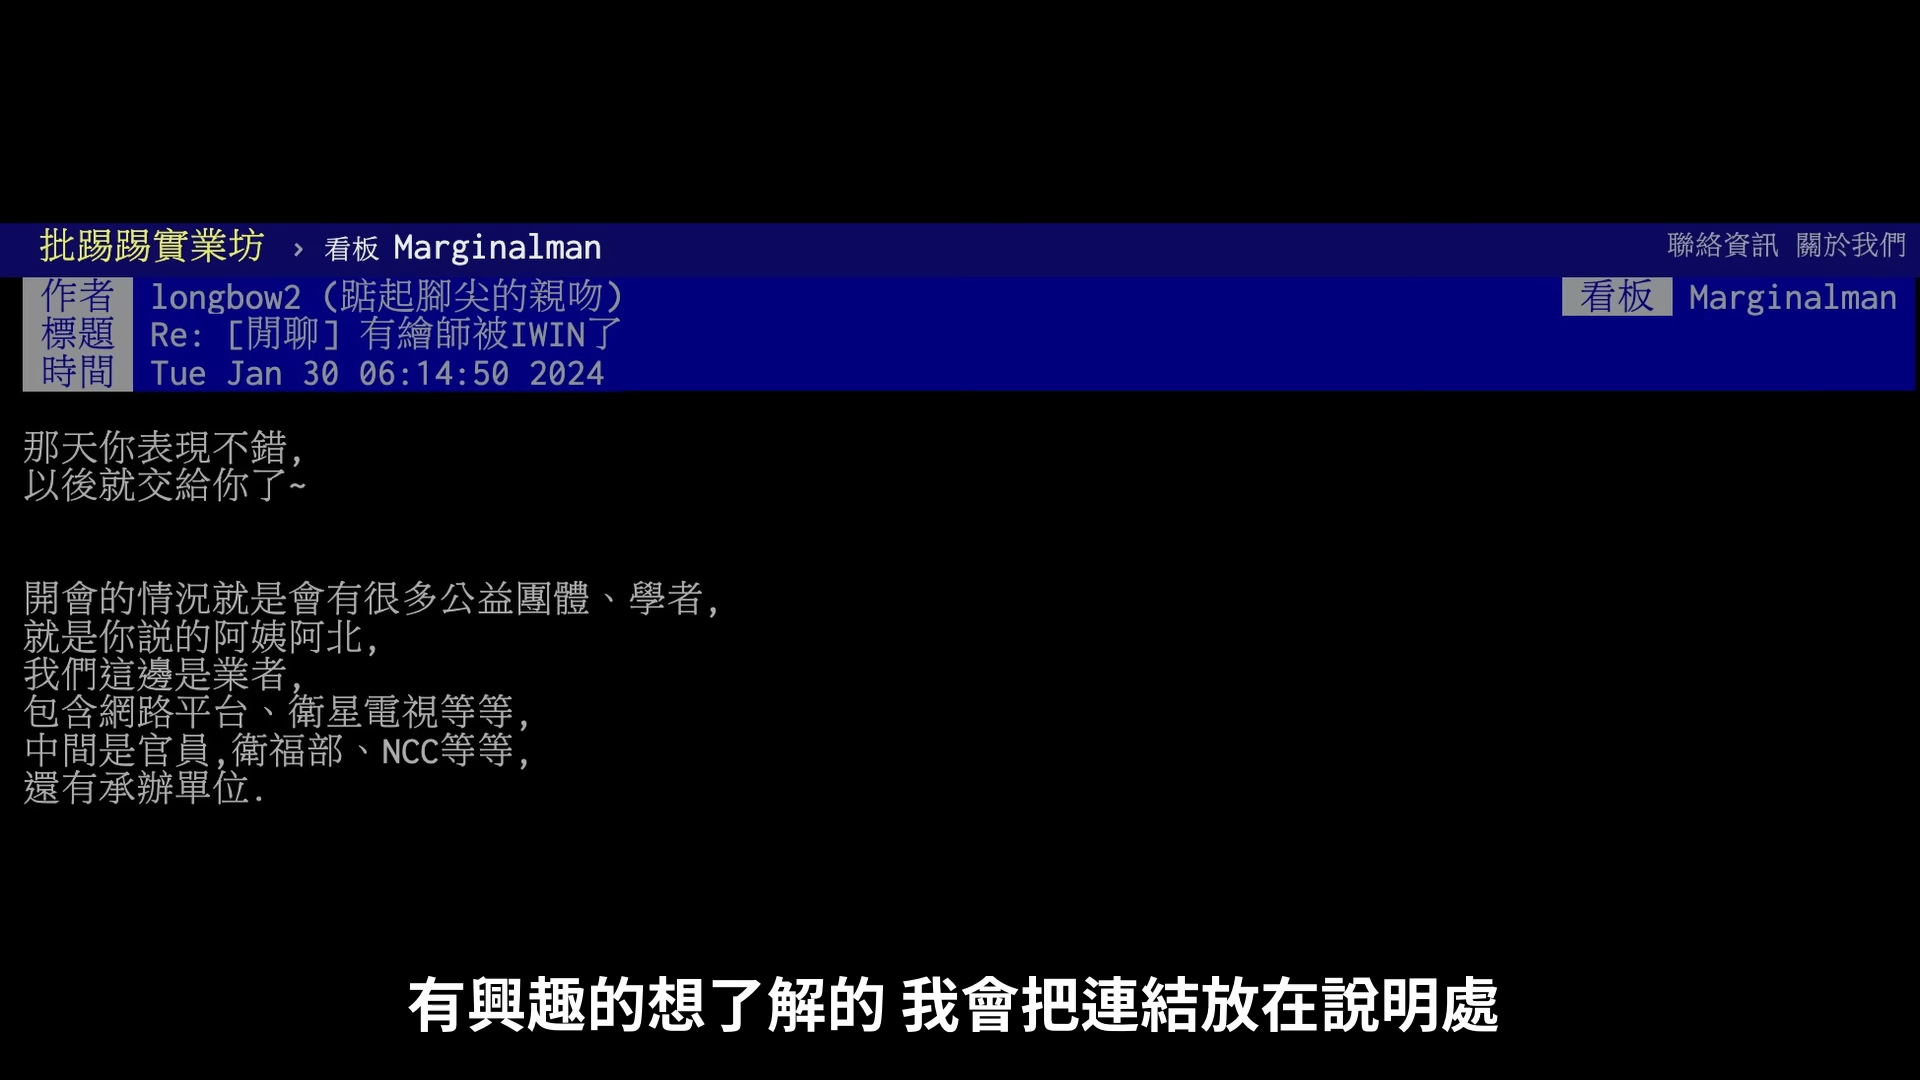 批踢踢實業坊 › 看板 Marginalman 聯絡資訊 關於我們
作者 longbow2 (踮起腳尖的親吻) 看板 Marginalman
標題 Re: [閒聊] 有繪師被IWIN了
時間 Tue Jan 30 06:14:50 2024
那天你表現不錯,
以後就交給你了~
開會的情況就是會有很多公益團體、學者,
就是你說的阿姨阿北,
我們這邊是業者,
包含網路平台、衛星電視等等,
中間是官員,衛福部、NCC等等,
還有承辦單位.
有興趣的想了解的 我會把連結放在說明處